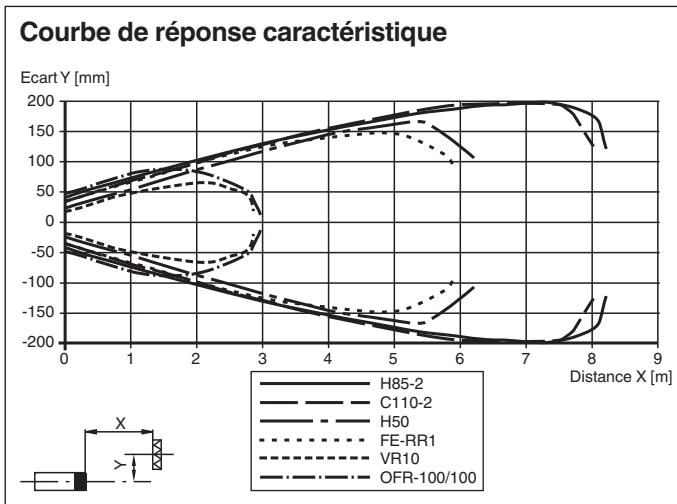 Courbe de réponse caractéristique
Ecart Y [mm]
200
150
100
50
0
-50
-100
-150
-200
0 1 2 3 4 5 6 7 8 9
Distance X [m]
H85-2
C110-2
H50
FE-RR1
VR10
OFR-100/100
X
Y